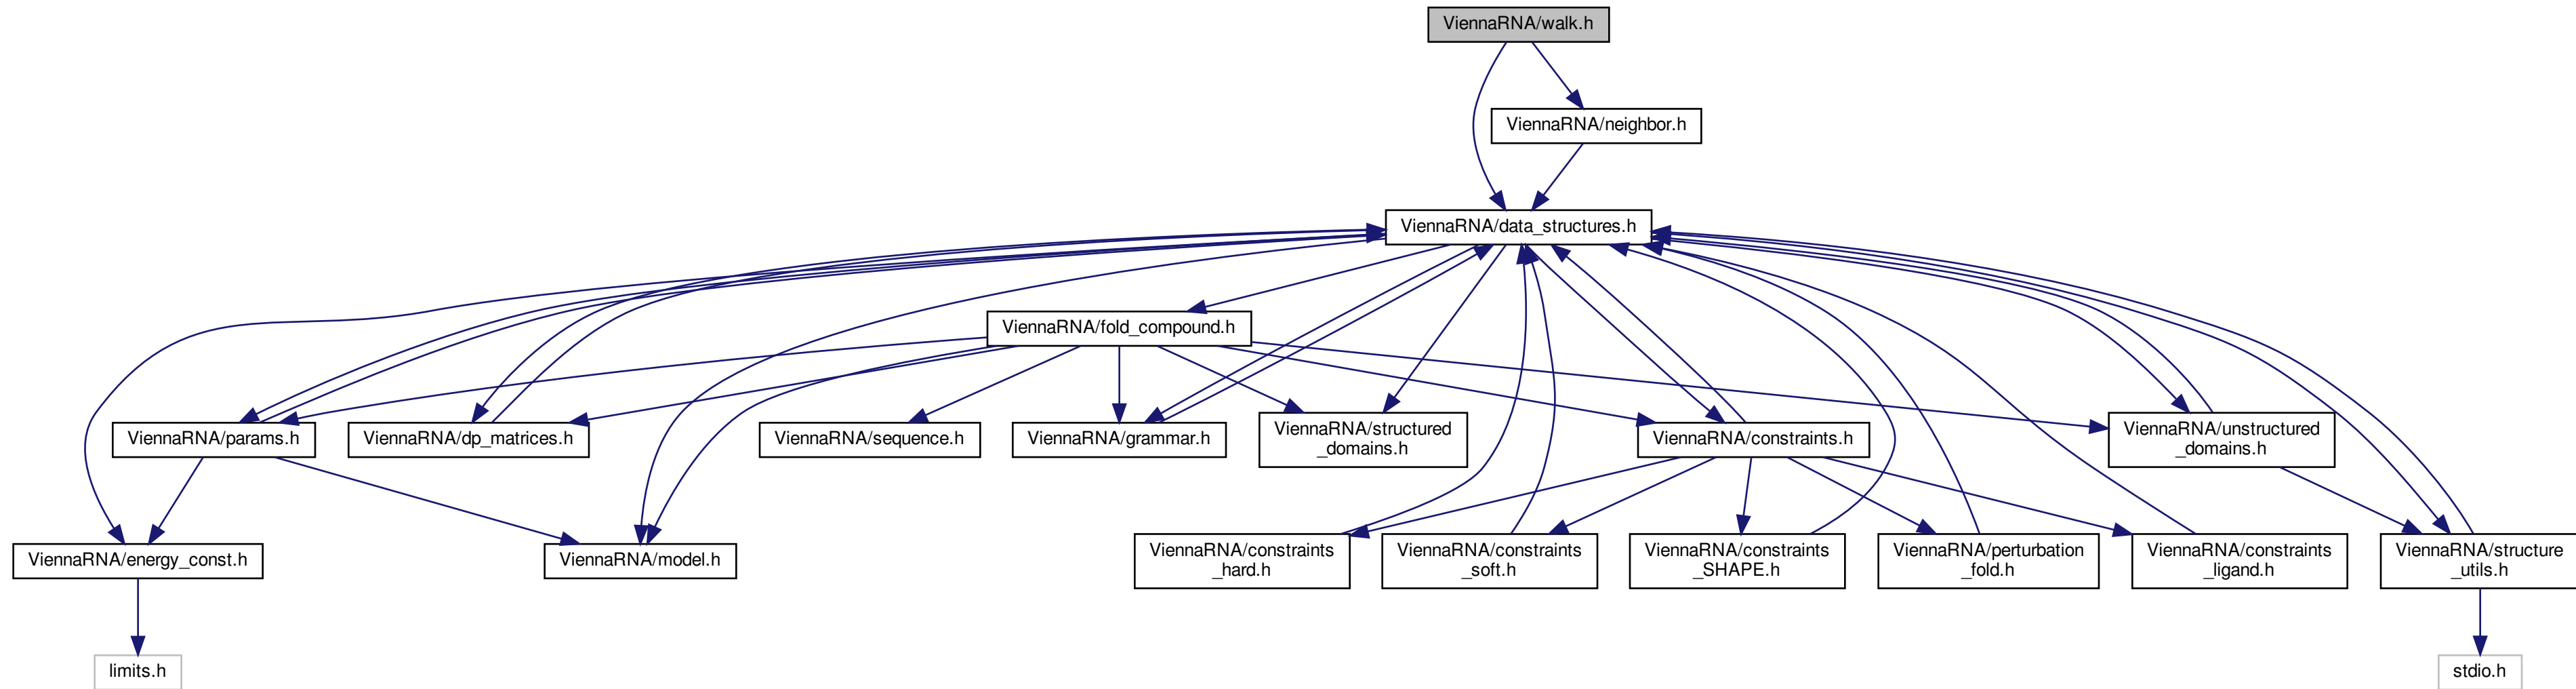 ViennaRNA/walk.h
ViennaRNA/neighbor.h
ViennaRNA/data_structures.h
ViennaRNA/fold_compound.h
ViennaRNA/params.h
ViennaRNA/dp_matrices.h
ViennaRNA/sequence.h
ViennaRNA/grammar.h
ViennaRNA/structured
_domains.h
ViennaRNA/constraints.h
ViennaRNA/unstructured
_domains.h
ViennaRNA/energy_const.h
ViennaRNA/model.h
ViennaRNA/constraints
_hard.h
ViennaRNA/constraints
_soft.h
ViennaRNA/constraints
_SHAPE.h
ViennaRNA/perturbation
_fold.h
ViennaRNA/constraints
_ligand.h
ViennaRNA/structure
_utils.h
limits.h
stdio.h